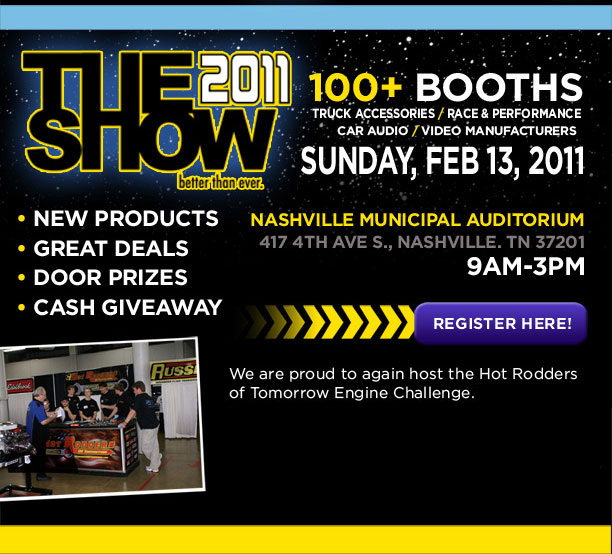 THE 2011
SHOW
better than ever.
100+ BOOTHS
TRUCK ACCESSORIES / RACE & PERFORMANCE
CAR AUDIO / VIDEO MANUFACTURERS
SUNDAY, FEB 13, 2011
• NEW PRODUCTS
• GREAT DEALS
• DOOR PRIZES
• CASH GIVEAWAY
NASHVILLE MUNICIPAL AUDITORIUM
417 4TH AVE S., NASHVILLE. TN 37201
9AM-3PM
REGISTER HERE!
We are proud to again host the Hot Rodders
of Tomorrow Engine Challenge.
Edelbrock
RUSS